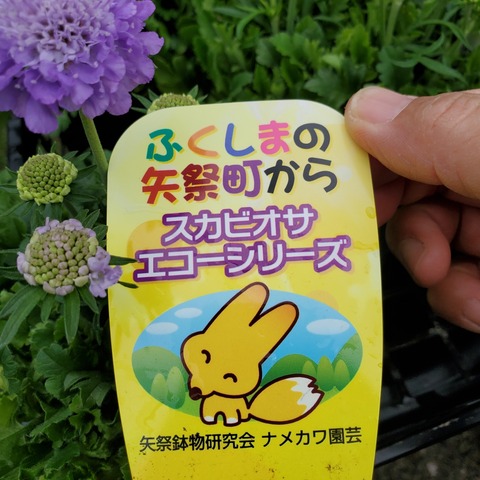 ふくしまの
矢祭町から
スカビオサ
エコーシリーズ
矢祭鉢物研究会 ナメカワ園芸